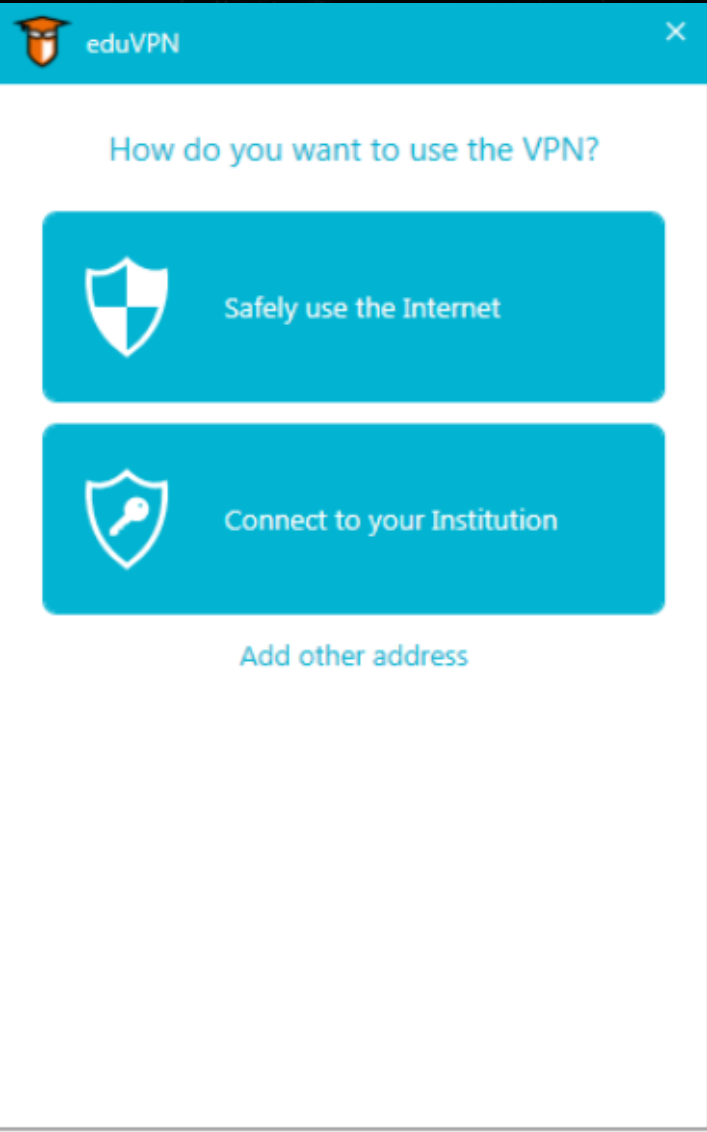 eduVPN
How do you want to use the VPN?
Safely use the Internet
Connect to your Institution
Add other address